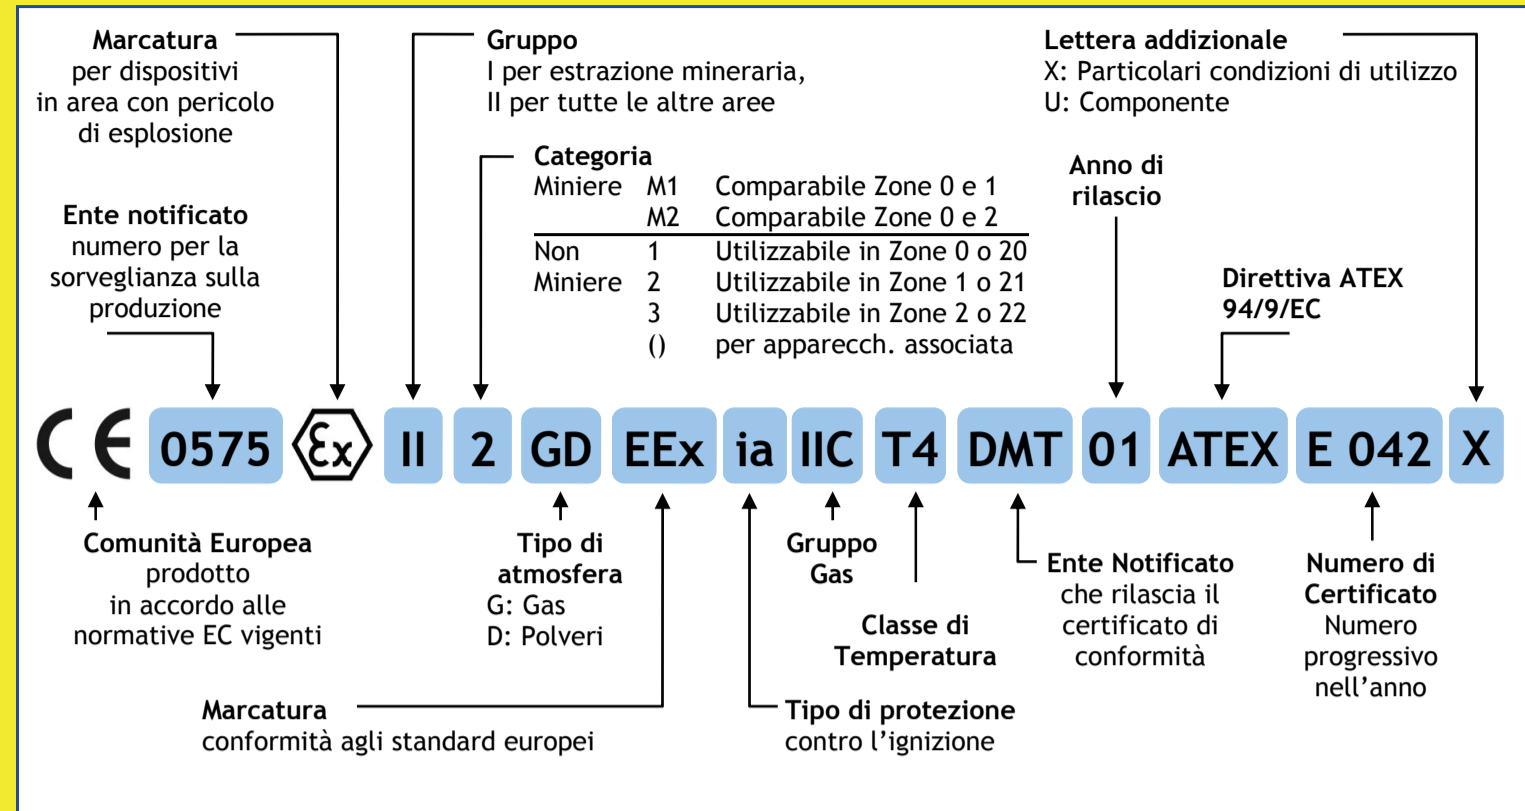 Marcatura
per dispositivi
in area con pericolo
di esplosione
Gruppo
I per estrazione mineraria,
II per tutte le altre aree
Lettera addizionale
X: Particolari condizioni di utilizzo
U: Componente
Categoria
Miniere M1 Comparabile Zone 0 e 1
M2 Comparabile Zone 0 e 2
Non 1 Utilizzabile in Zone 0 o 20
Miniere 2 Utilizzabile in Zone 1 o 21
3 Utilizzabile in Zone 2 o 22
() per apparecch. associata
Anno di
rilascio
Ente notificato
numero per la
sorveglianza sulla
produzione
Direttiva ATEX
94/9/EC
CE 0575 Ex II 2 GD EEx ia IIC T4 DMT 01 ATEX E 042 X
Comunità Europea
prodotto
in accordo alle
normative EC vigenti
Tipo di
atmosfera
G: Gas
D: Polveri
Gruppo
Gas
Classe di
Temperatura
Ente Notificato
che rilascia il
certificato di
conformità
Numero di
Certificato
Numero
progressivo
nell’anno
Marcatura
conformità agli standard europei
Tipo di protezione
contro l’ignizione